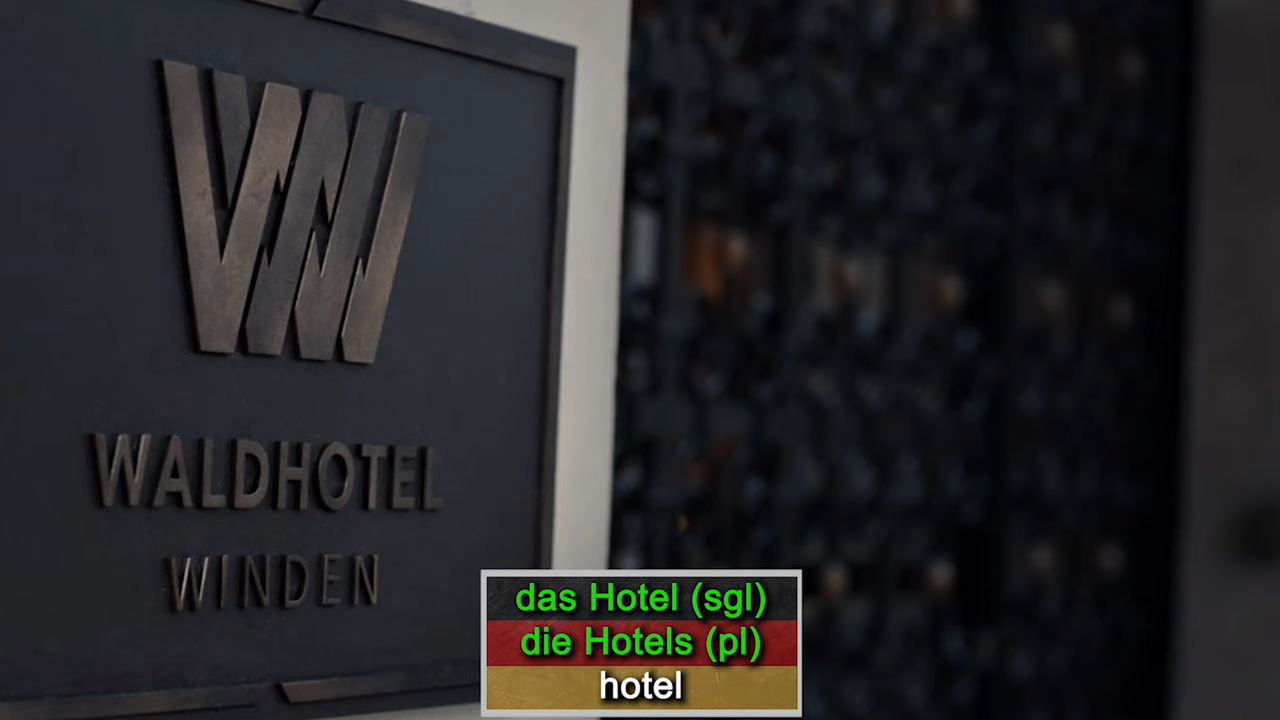 WALDHOTEL
WINDEN
das Hotel (sgl)
die Hotels (pl)
hotel